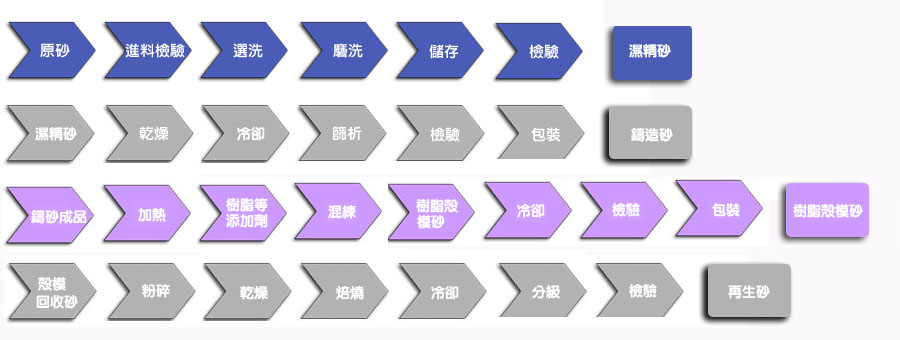 原砂 進料檢驗 選洗 磨洗 儲存 檢驗 濕精砂
濕精砂 乾燥 冷卻 篩析 檢驗 包裝 鑄造砂
鑄砂成品 加熱 樹脂等 添加劑 混練 樹脂殼 模砂 冷卻 檢驗 包裝 樹脂殼模砂
殼模 回收砂 粉碎 乾燥 焙燒 冷卻 分級 檢驗 再生砂